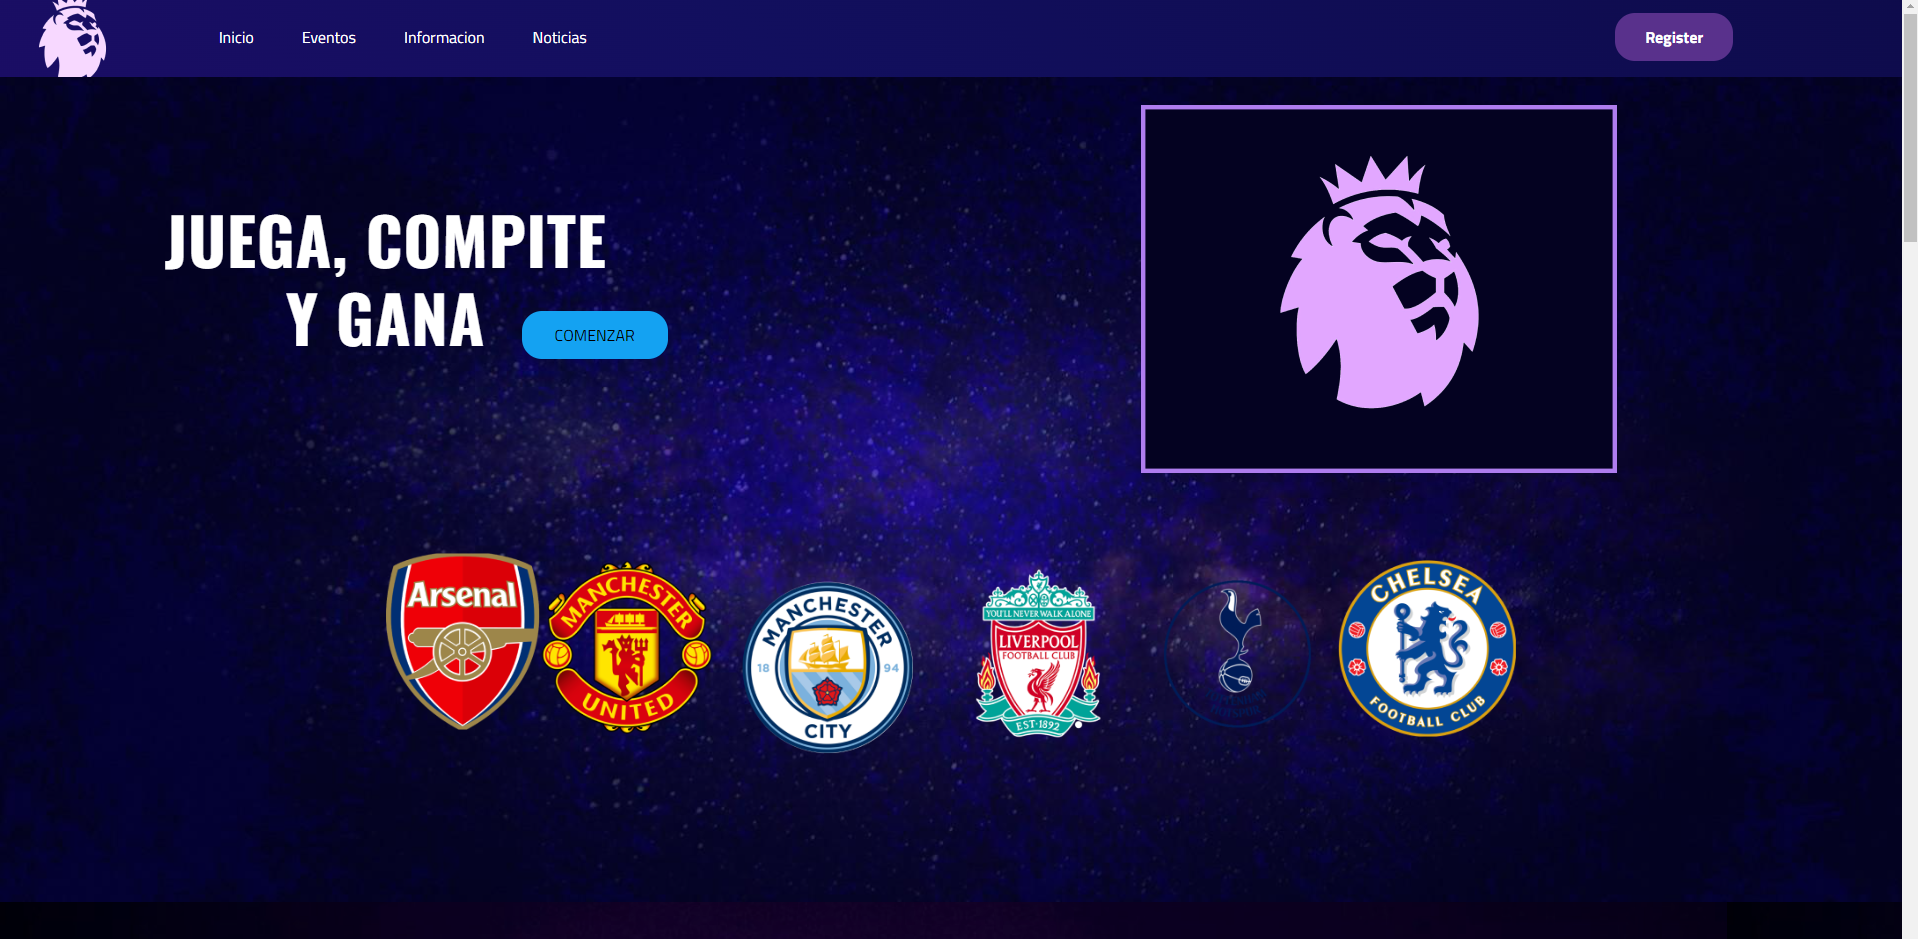 Inicio
Eventos
Informacion
Noticias
Register
JUEGA, COMPITE
Y GANA
COMENZAR
Arsenal
MANCHESTER
UNITED
MANCHESTER
18 94
CITY
YOU'LL NEVER WALK ALONE
LIVERPOOL
FOOTBALL CLUB
EST·1892
CHELSEA
FOOTBALL CLUB